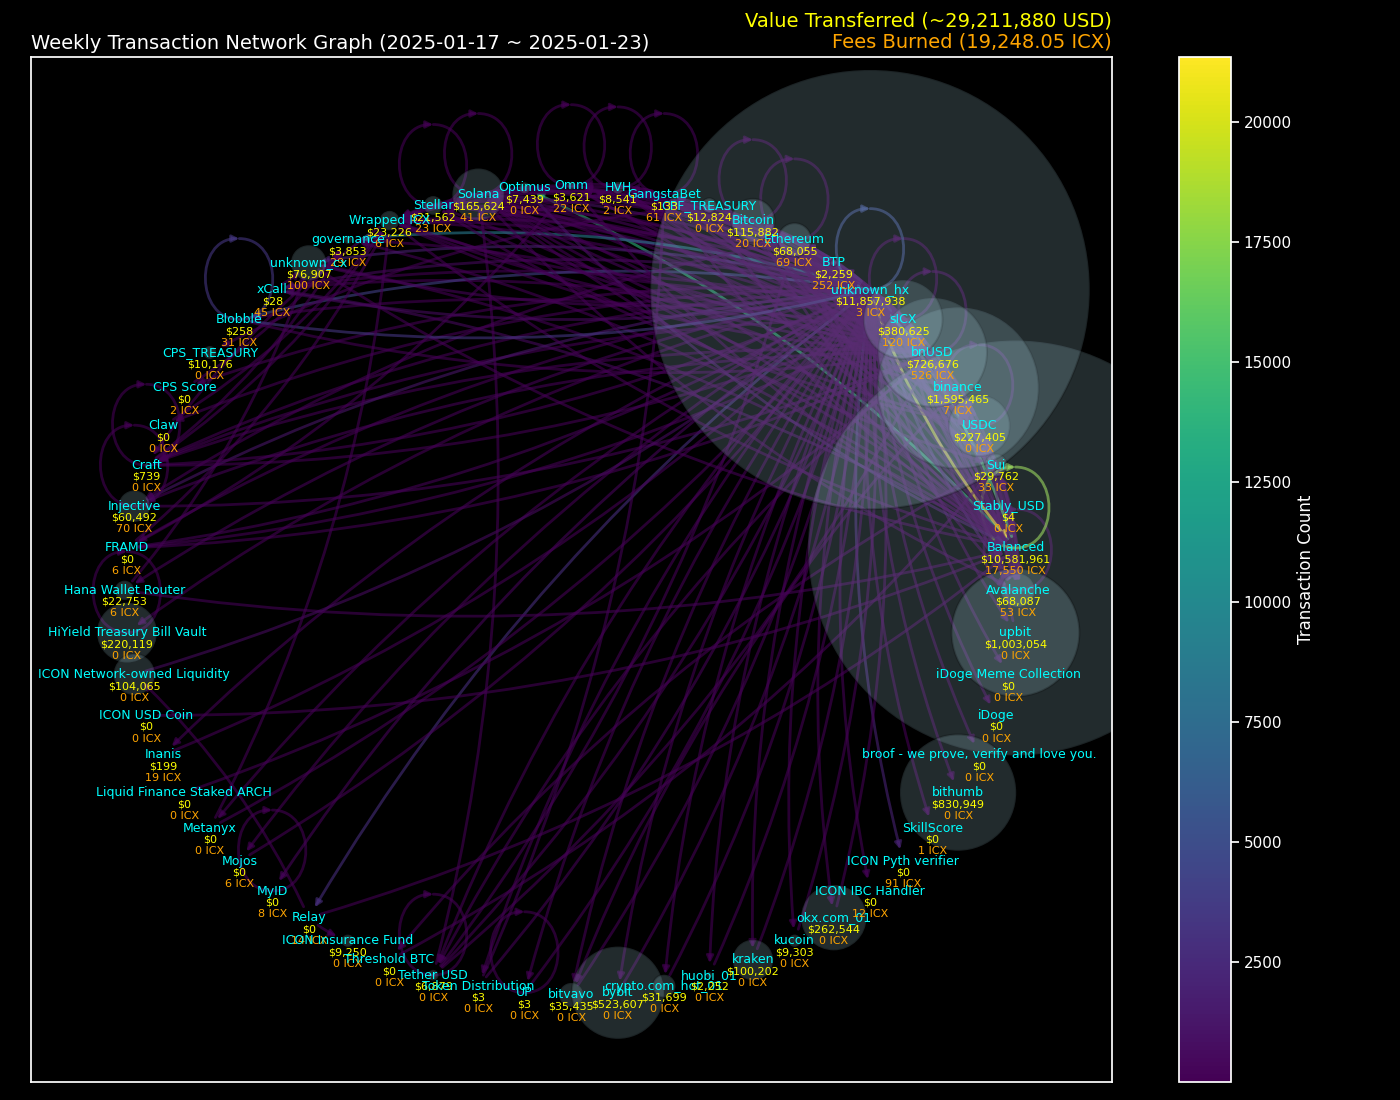 Value Transferred (~29,211,880 USD)
Weekly Transaction Network Graph (2025-01-17 ~ 2025-01-23)
Fees Burned (19,248.05 ICX)
Omm
$3,621
22 ICX
HVH
$8,541
2 ICX
Optimus
$7,439
0 ICX
GangstaBet
61 ICX
Solana
$165,624
41 ICX
Stellar
$21,562
23 ICX
TREASURY
$12,824
0 ICX
Wrapped
$23,226
Bitcoin
$115,882
20 ICX
governance
$3,853
Ethereum
$68,055
69 ICX
unknown_cx
$76,907
100 ICX
BTP
$2,259
252 ICX
xCall
$28
45 ICX
unknown_hx
$11,857,938
3 ICX
Blobble
$258
31 ICX
sICX
$380,625
120 ICX
CPS_TREASURY
$10,176
0 ICX
bnUSD
$726,676
526 ICX
CPS Score
$0
2 ICX
binance
$1,595,465
7 ICX
Claw
$0
0 ICX
USDC
$227,405
0 ICX
Craft
$739
0 ICX
Sui
$29,762
33 ICX
Injective
$60,492
70 ICX
Stably_USD
$4
0 ICX
FRAMD
$0
6 ICX
Balanced
$10,581,961
17,550 ICX
Hana Wallet Router
$22,753
6 ICX
Avalanche
$68,087
53 ICX
HiYield Treasury Bill Vault
$220,119
0 ICX
upbit
$1,003,054
0 ICX
ICON Network-owned Liquidity
$104,065
0 ICX
iDoge Meme Collection
$0
0 ICX
ICON USD Coin
$0
0 ICX
iDoge
$0
0 ICX
Inanis
$199
19 ICX
broof - we prove, verify and love you.
$0
0 ICX
Liquid Finance Staked ARCH
$0
0 ICX
bithumb
$830,949
0 ICX
Metanyx
$0
0 ICX
SkillScore
$0
1 ICX
Mojos
$0
6 ICX
ICON Pyth verifier
$0
91 ICX
MyID
$0
8 ICX
ICON IBC Handler
$0
12 ICX
Relay
$0
okx.com_01
$262,544
0 ICX
ICON Insurance Fund
$9,250
0 ICX
kucoin
$9,303
0 ICX
Threshold BTC
$0
0 ICX
kraken
$100,202
0 ICX
Tether USD
0 ICX
huobi_01
$2,052
0 ICX
Token Distribution
$3
0 ICX
crypto.com_hot_01
$31,699
0 ICX
UP
$3
0 ICX
bitvavo
$35,435
0 ICX
bybit
$523,607
0 ICX
20000
17500
15000
12500
10000
7500
5000
2500
Transaction Count